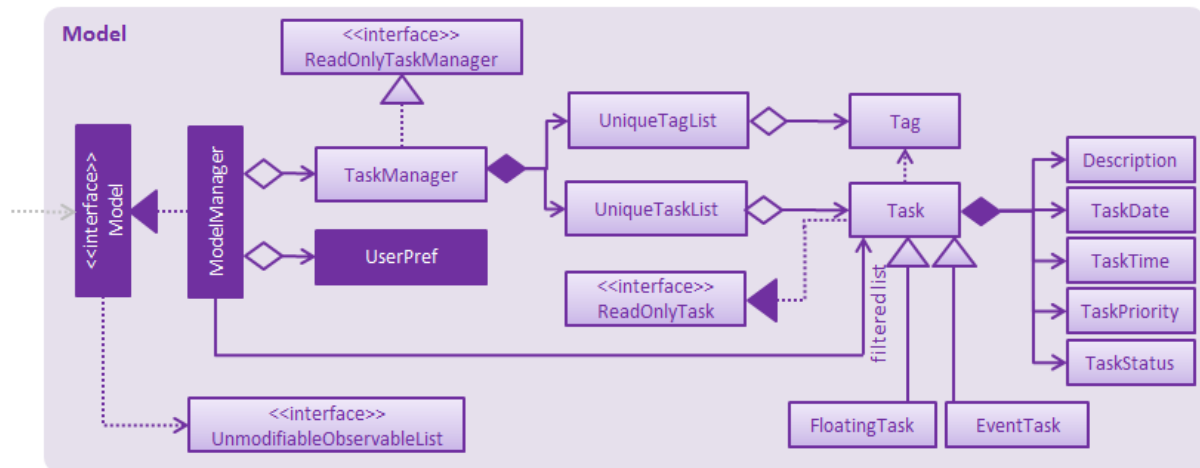 Model
<<interface>>
ReadOnlyTaskManager
<<interface>>
Model
ModelManager
TaskManager
UserPref
UniqueTagList
UniqueTaskList
Tag
Task
<<interface>>
ReadOnlyTask
filtered list
Description
TaskDate
TaskTime
TaskPriority
TaskStatus
FloatingTask
EventTask
<<interface>>
UnmodifiableObservableList